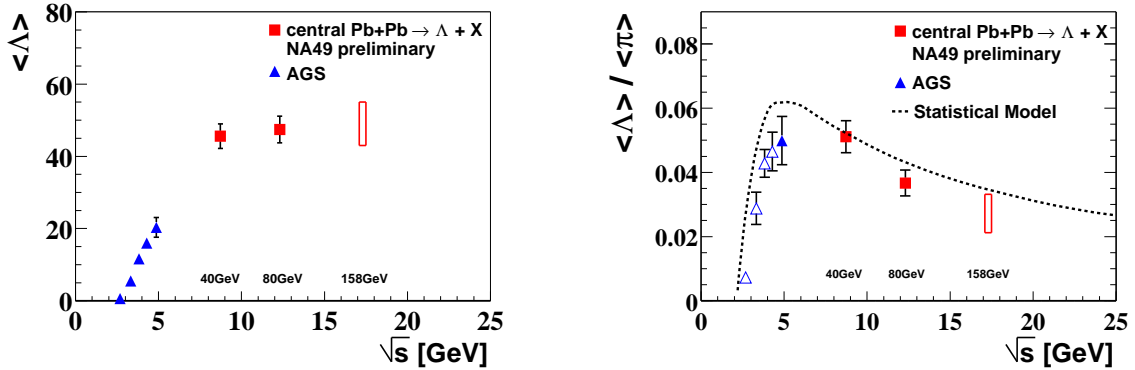 <Λ>
80
60
40
20
0
central Pb+Pb → Λ + X
NA49 preliminary
AGS
40GeV
80GeV
158GeV
0 5 10 15 20 25
√s [GeV]
<Λ> / <π>
0.08
0.06
0.04
0.02
0
central Pb+Pb → Λ + X
NA49 preliminary
AGS
Statistical Model
40GeV
80GeV
158GeV
0 5 10 15 20 25
√s [GeV]